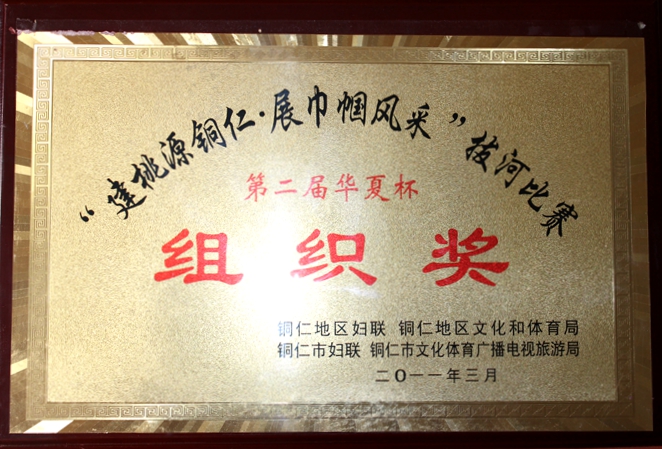 “建桃源铜仁·展巾帼风采”拔河比赛
第二届华夏杯
组织奖
铜仁地区妇联 铜仁地区文化和体育局
铜仁市妇联 铜仁市文化体育广播电视旅游局
二O一一年三月